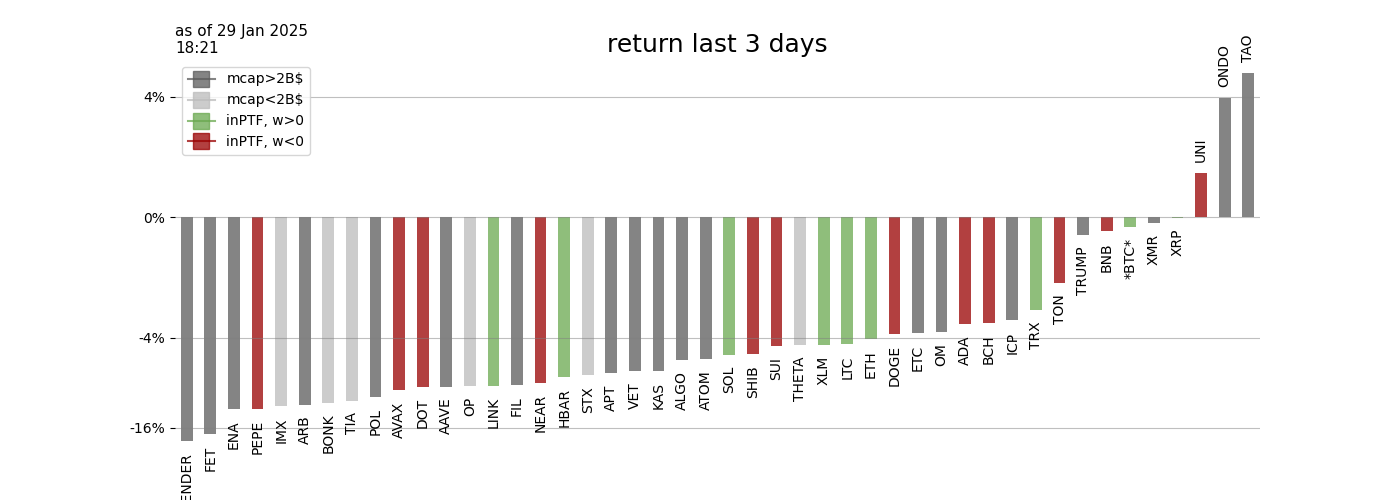 as of 29 Jan 2025
18:21
return last 3 days
mcap>2B$
mcap<2B$
inPTF, w>0
inPTF, w<0
4%
0%
-4%
-16%
ENDER
FET
ENA
PEPE
IMX
ARB
BONK
TIA
POL
AVAX
DOT
AAVE
OP
LINK
FIL
NEAR
HBAR
STX
APT
VET
KAS
ALGO
ATOM
SOL
SHIB
SUI
THETA
XLM
LTC
ETH
DOGE
ETC
OM
ADA
BCH
ICP
TRX
TON
TRUMP
BNB
*BTC*
XMR
XRP
UNI
ONDO
TAO